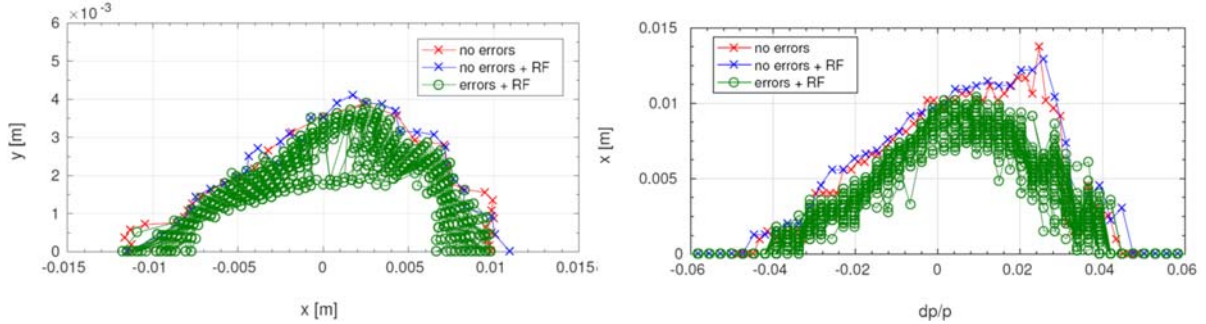 6 ×10⁻³
5
4
3
2
1
0
y [m]
no errors
no errors + RF
errors + RF
-0.015 -0.01 -0.005 0 0.005 0.01 0.015
x [m]
0.015
0.01
0.005
0
x [m]
no errors
no errors + RF
errors + RF
-0.06 -0.04 -0.02 0 0.02 0.04 0.06
dp/p